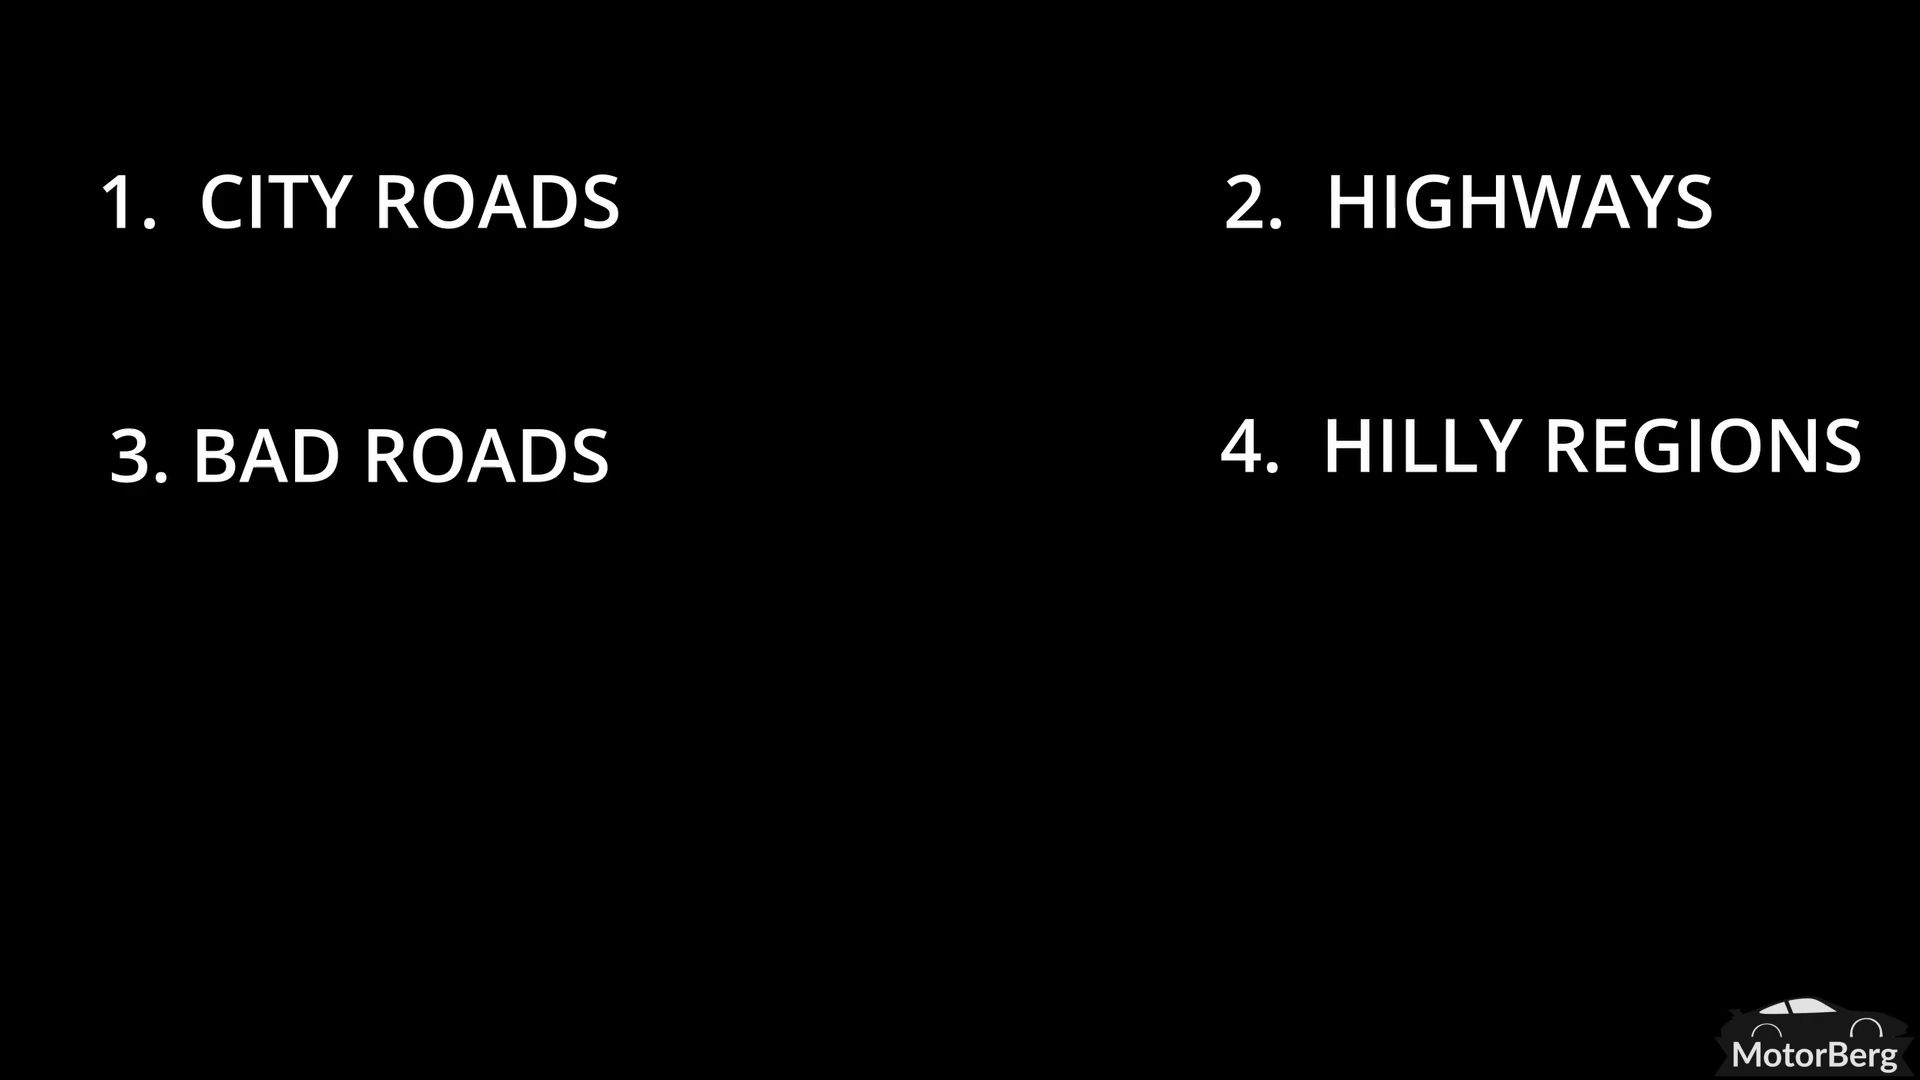 1. CITY ROADS
2. HIGHWAYS
3. BAD ROADS
4. HILLY REGIONS
MotorBerg